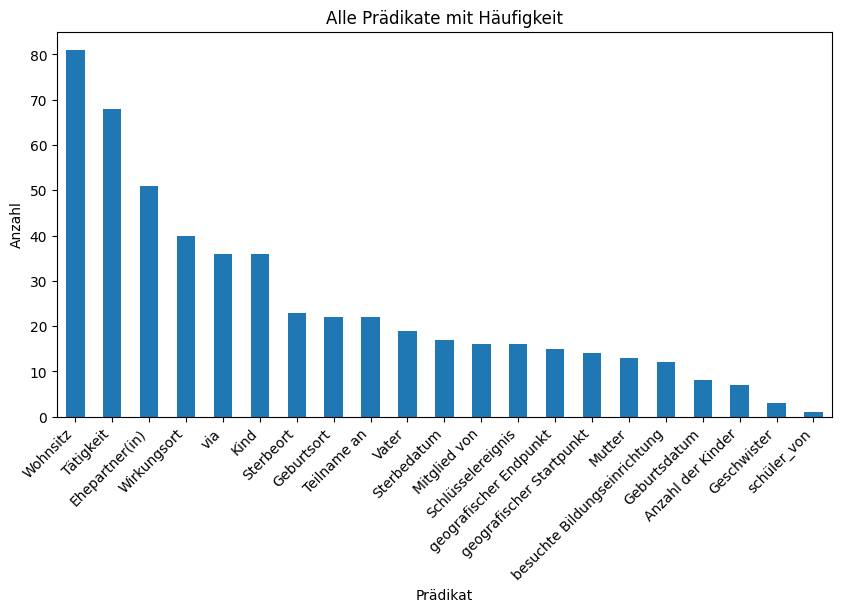 Alle Prädikate mit Häufigkeit
Anzahl
80
70
60
50
40
30
20
10
0
Wohnsitz
Tätigkeit
Ehepartner(in)
Wirkungsort
via
Kind
Sterbeort
Geburtsort
Teilname an
Vater
Sterbedatum
Mitglied von
Schlüsselereignis
geografischer Endpunkt
geografischer Startpunkt
Mutter
besuchte Bildungseinrichtung
Geburtsdatum
Anzahl der Kinder
Geschwister
schüler_von
Prädikat